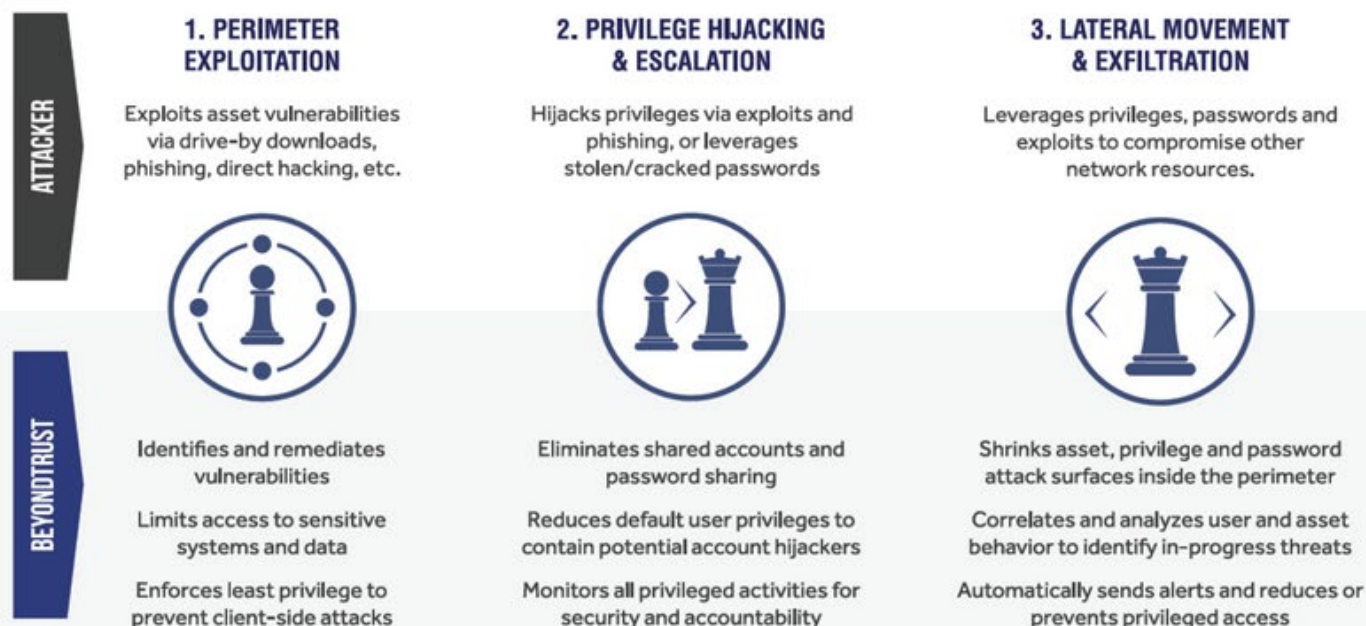 1. PERIMETER
EXPLOITATION
2. PRIVILEGE HIJACKING
& ESCALATION
3. LATERAL MOVEMENT
& EXFILTRATION
ATTACKER
Exploits asset vulnerabilities
via drive-by downloads,
phishing, direct hacking, etc.
Hijacks privileges via exploits and
phishing, or leverages
stolen/cracked passwords
Leverages privileges, passwords and
exploits to compromise other
network resources.
BEYONDTRUST
Identifies and remediates
vulnerabilities
Limits access to sensitive
systems and data
Enforces least privilege to
prevent client-side attacks
Eliminates shared accounts and
password sharing
Reduces default user privileges to
contain potential account hijackers
Monitors all privileged activities for
security and accountability
Shrinks asset, privilege and password
attack surfaces inside the perimeter
Correlates and analyzes user and asset
behavior to identify in-progress threats
Automatically sends alerts and reduces or
prevents privileged access